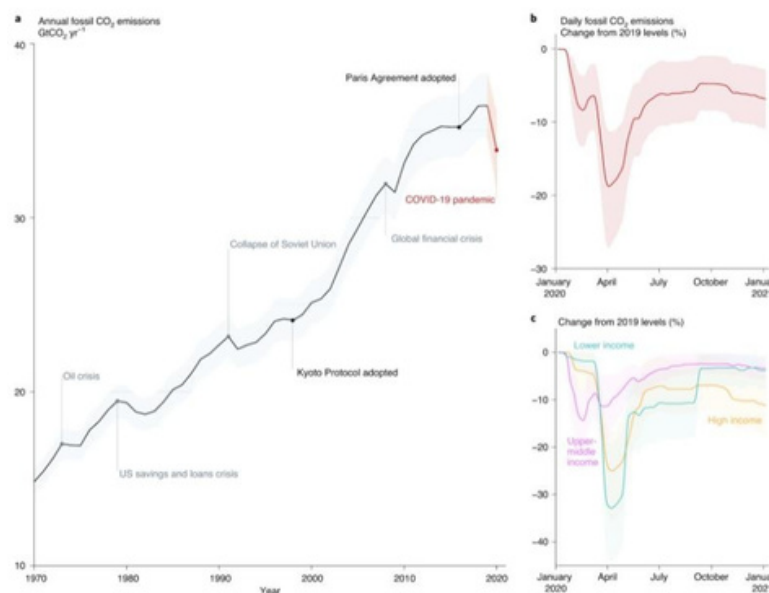 a Annual fossil CO₂ emissions
GtCO₂ yr⁻¹
40
30
20
10
Paris Agreement adopted
COVID-19 pandemic
Collapse of Soviet Union
Global financial crisis
Oil crisis
Kyoto Protocol adopted
US savings and loans crisis
1970 1980 1990 2000 2010 2020
Year
b Daily fossil CO₂ emissions
Change from 2019 levels (%)
0
−10
−20
−30
January April July October January
2020
c Change from 2019 levels (%)
0
−10
−20
−30
−40
Lower income
High income
Upper-
middle
income
January April July October January
2020